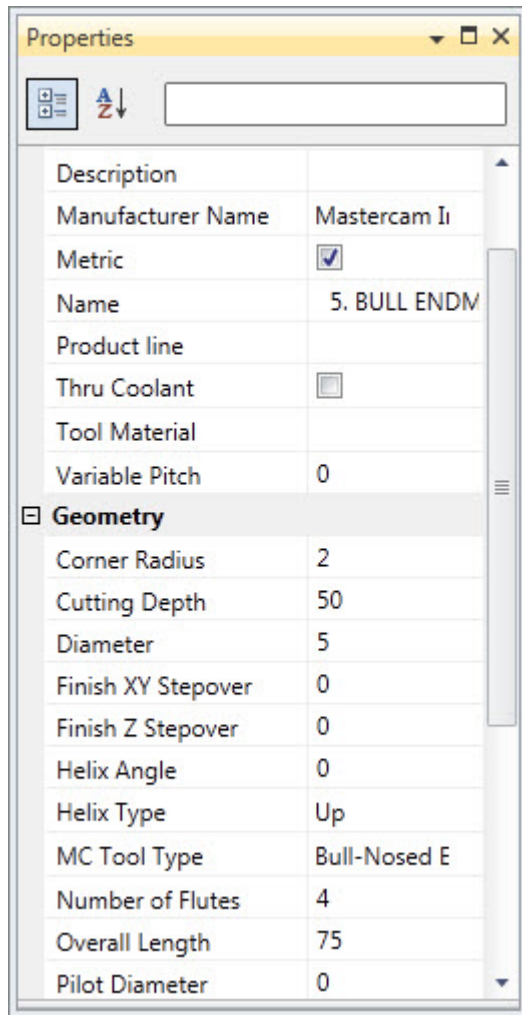 Properties
AZ
Description
Manufacturer Name Mastercam I
Metric
Name 5. BULL ENDM
Product line
Thru Coolant
Tool Material
Variable Pitch 0
Geometry
Corner Radius 2
Cutting Depth 50
Diameter 5
Finish XY Stepover 0
Finish Z Stepover 0
Helix Angle 0
Helix Type Up
MC Tool Type Bull-Nosed E
Number of Flutes 4
Overall Length 75
Pilot Diameter 0